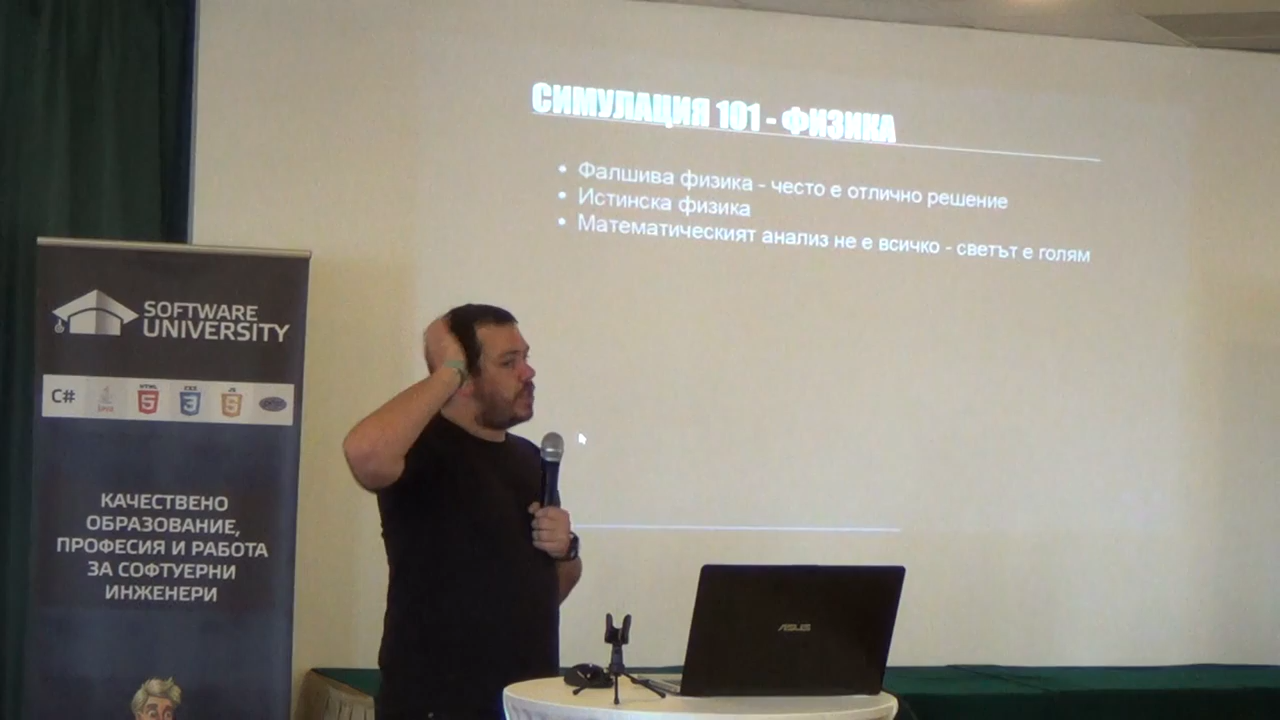 СИМУЛАЦИЯ 101 - ФИЗИКА
• Фалшива физика - често е отлично решение
• Истинска физика
• Математическият анализ не е всичко - светът е голям
SOFTWARE
UNIVERSITY
C#
HTML
5
CSS
3
JS
5
КАЧЕСТВЕНО
ОБРАЗОВАНИЕ,
ПРОФЕСИЯ И РАБОТА
ЗА СОФТУЕРНИ
ИНЖЕНЕРИ
ASUS